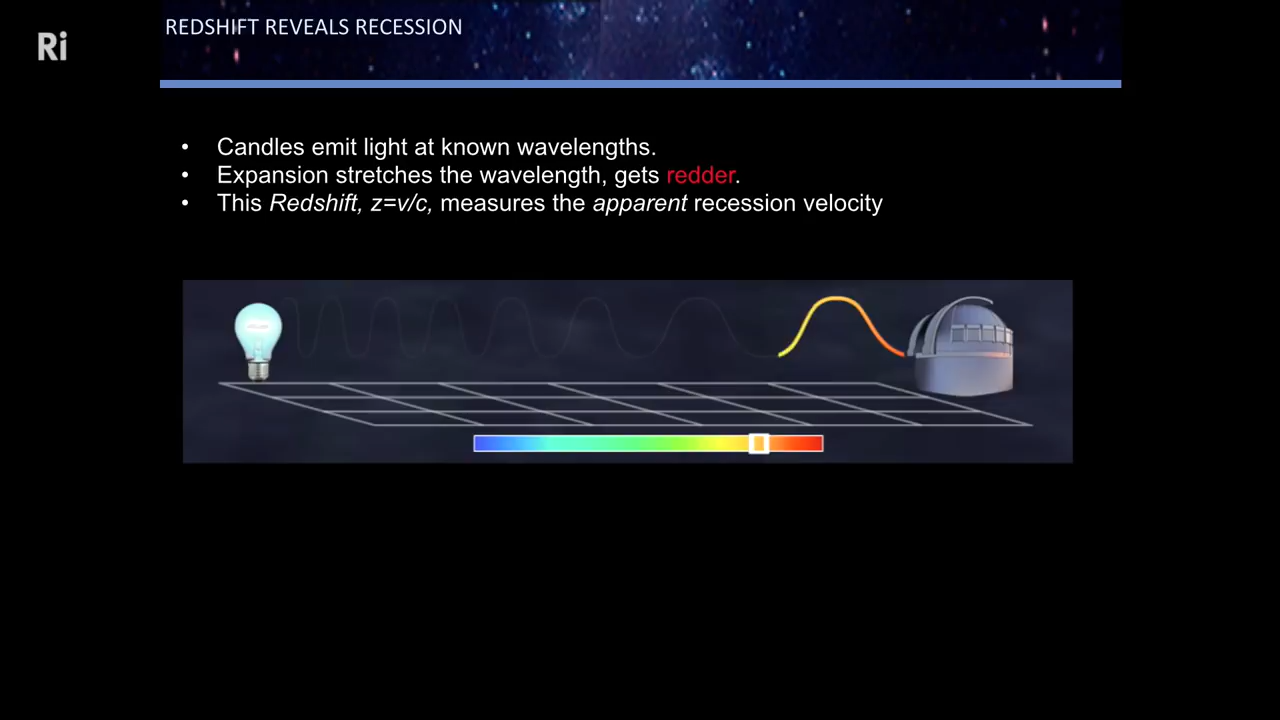 Ri
REDSHIFT REVEALS RECESSION
• Candles emit light at known wavelengths.
• Expansion stretches the wavelength, gets redder.
• This Redshift, z=v/c, measures the apparent recession velocity